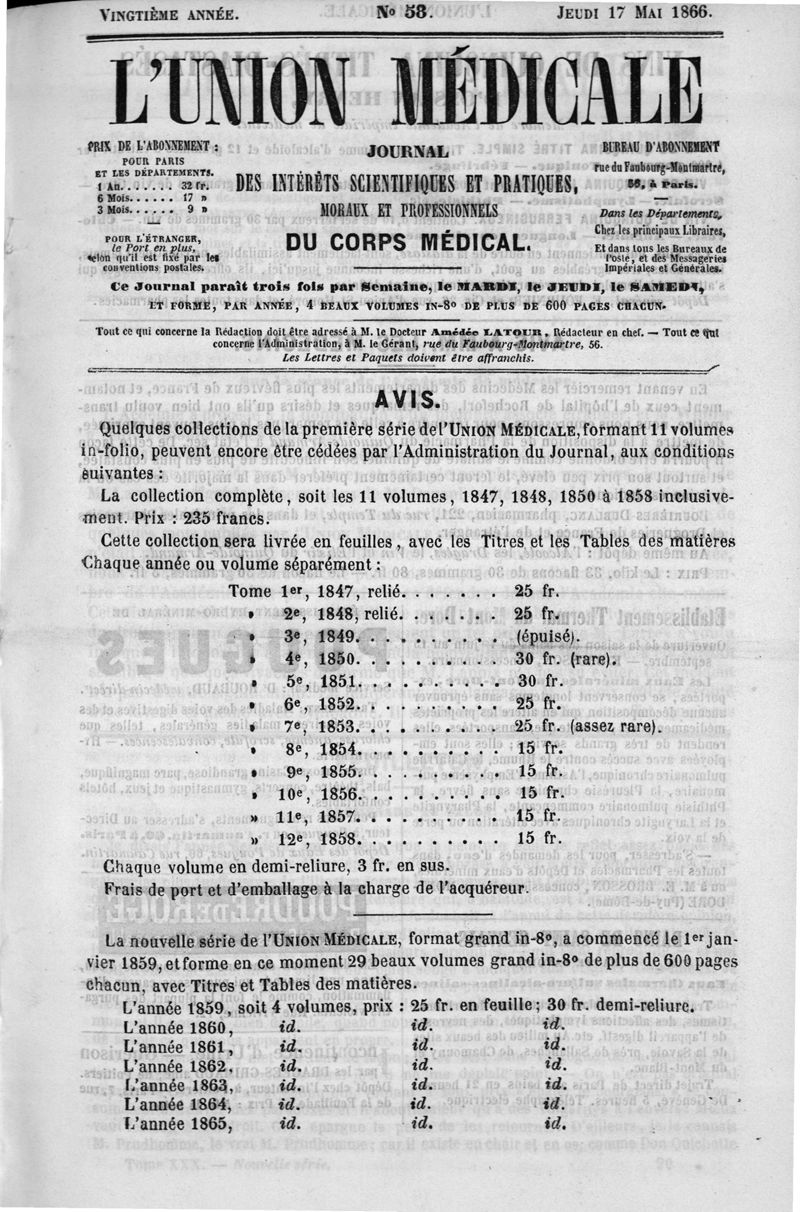 VINGTIÈME ANNÉE. No 58. JEUDI 17 MAI 1866.
L'UNION MÉDICALE
PRIX DE L'ABONNEMENT :
POUR PARIS
ET LES DÉPARTEMENTS.
1 An....... 32 fr.
6 Mois...... 17 »
3 Mois...... 9 »
POUR L'ÉTRANGER,
le Port en plus,
selon qu'il est fixé par les
conventions postales.
JOURNAL
DES INTÉRÊTS SCIENTIFIQUES ET PRATIQUES,
MORAUX ET PROFESSIONNELS
DU CORPS MÉDICAL.
BUREAU D'ABONNEMENT
rue du Faubourg-Montmartre,
56, à Paris.
Dans les Départements,
Chez les principaux Libraires,
Et dans tous les Bureaux de
Poste, et des Messageries
Impériales et Générales.
Ce Journal paraît trois fois par Semaine, le MARDI, le JEUDI, le SAMEDI,
ET FORME, PAR ANNÉE, 4 BEAUX VOLUMES IN-8o DE PLUS DE 600 PAGES CHACUN.
Tout ce qui concerne la Rédaction doit être adressé à M. le Docteur Amédée LATOUR, Rédacteur en chef. — Tout ce qui
concerne l'Administration, à M. le Gérant, rue du Faubourg-Montmartre, 56.
Les Lettres et Paquets doivent être affranchis.
AVIS.
Quelques collections de la première série de l'UNION MÉDICALE, formant 11 volumes
in-folio, peuvent encore être cédées par l'Administration du Journal, aux conditions
suivantes :
La collection complète, soit les 11 volumes, 1847, 1848, 1850 à 1858 inclusive-
ment. Prix : 235 francs.
Cette collection sera livrée en feuilles, avec les Titres et les Tables des matières
Chaque année ou volume séparément :
Tome 1er, 1847, relié....... 25 fr.
» 2e, 1848, relié....... 25 fr.
» 3e, 1849.......... (épuisé).
» 4e, 1850.......... 30 fr. (rare).
» 5e, 1851.......... 30 fr.
» 6e, 1852.......... 25 fr.
» 7e, 1853.......... 25 fr. (assez rare).
» 8e, 1854.......... 15 fr.
» 9e, 1855.......... 15 fr.
» 10e, 1856.......... 15 fr.
» 11e, 1857.......... 15 fr.
» 12e, 1858.......... 15 fr.
Chaque volume en demi-reliure, 3 fr. en sus.
Frais de port et d'emballage à la charge de l'acquéreur.
La nouvelle série de l'UNION MÉDICALE, format grand in-8o, a commencé le 1er jan-
vier 1859, et forme en ce moment 29 beaux volumes grand in-8o de plus de 600 pages
chacun, avec Titres et Tables des matières.
L'année 1859, soit 4 volumes, prix : 25 fr. en feuille ; 30 fr. demi-reliure.
L'année 1860, id. id. id.
L'année 1861, id. id. id.
L'année 1862, id. id. id.
L'année 1863, id. id. id.
L'année 1864, id. id. id.
L'année 1865, id. id. id.